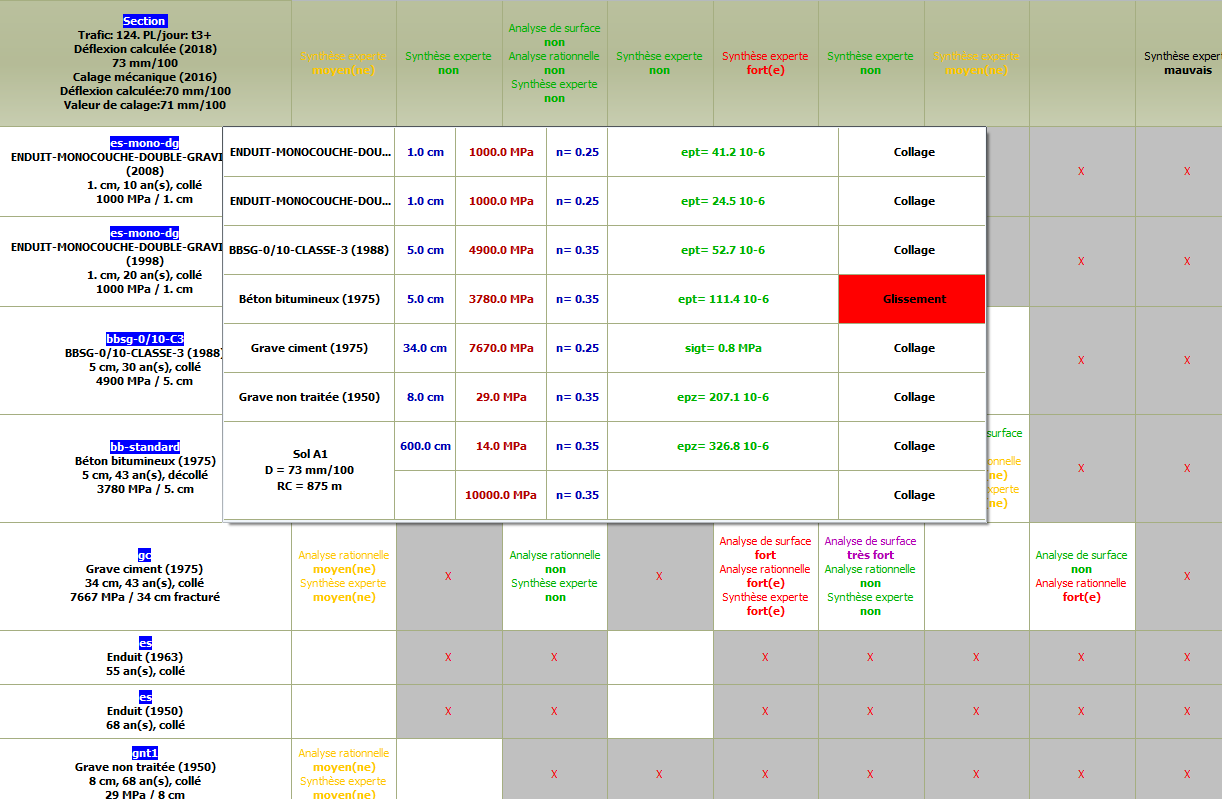 Section
Trafic: 124. PL/jour: t3+
Déflexion calculée (2018)
73 mm/100
Calage mécanique (2016)
Déflexion calculée:70 mm/100
Valeur de calage:71 mm/100
Synthèse experte
moyen(ne)
Synthèse experte
non
Analyse de surface
non
Analyse rationnelle
non
Synthèse experte
non
Synthèse experte
non
Synthèse experte
fort(e)
Synthèse experte
non
Synthèse experte
moyen(ne)
Synthèse expert
mauvais
es-mono-dg
ENDUIT-MONOCOUCHE-DOUBLE-GRAVI
(2008)
1. cm, 10 an(s), collé
1000 MPa / 1. cm
X
X
es-mono-dg
ENDUIT-MONOCOUCHE-DOUBLE-GRAVI
(1998)
1. cm, 20 an(s), collé
1000 MPa / 1. cm
X
X
bbsg-0/10-C3
BBSG-0/10-CLASSE-3 (1988)
5 cm, 30 an(s), collé
4900 MPa / 5. cm
X
X
bb-standard
Béton bitumineux (1975)
5 cm, 43 an(s), décollé
3780 MPa / 5. cm
surface
onnelle
ne)
xperte
ne)
X
X
ENDUIT-MONOCOUCHE-DOU... 1.0 cm 1000.0 MPa n= 0.25 ept= 41.2 10-6 Collage
ENDUIT-MONOCOUCHE-DOU... 1.0 cm 1000.0 MPa n= 0.25 ept= 24.5 10-6 Collage
BBSG-0/10-CLASSE-3 (1988) 5.0 cm 4900.0 MPa n= 0.35 ept= 52.7 10-6 Collage
Béton bitumineux (1975) 5.0 cm 3780.0 MPa n= 0.35 ept= 111.4 10-6 Glissement
Grave ciment (1975) 34.0 cm 7670.0 MPa n= 0.25 sigt= 0.8 MPa Collage
Grave non traitée (1950) 8.0 cm 29.0 MPa n= 0.35 epz= 207.1 10-6 Collage
Sol A1
D = 73 mm/100
RC = 875 m
600.0 cm 14.0 MPa n= 0.35 epz= 326.8 10-6 Collage
10000.0 MPa n= 0.35 Collage
gc
Grave ciment (1975)
34 cm, 43 an(s), collé
7667 MPa / 34 cm fracturé
Analyse rationnelle
moyen(ne)
Synthèse experte
moyen(ne)
X
Analyse rationnelle
non
Synthèse experte
non
X
Analyse de surface
fort
Analyse rationnelle
fort(e)
Synthèse experte
fort(e)
Analyse de surface
très fort
Analyse rationnelle
non
Synthèse experte
non
Analyse de surface
non
Analyse rationnelle
fort(e)
X
es
Enduit (1963)
55 an(s), collé
X X X X X X X
es
Enduit (1950)
68 an(s), collé
X X X X X X X
gnt1
Grave non traitée (1950)
8 cm, 68 an(s), collé
29 MPa / 8 cm
Analyse rationnelle
moyen(ne)
Synthèse experte
moyen(ne)
X X X X X X X